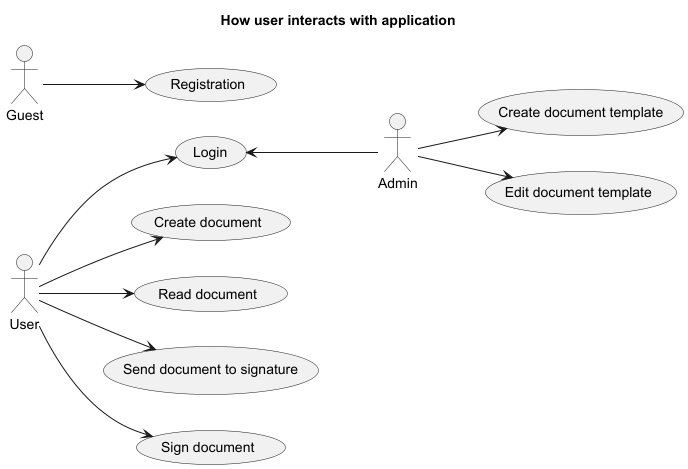 How user interacts with application
Guest
Registration
Login
Admin
Create document template
Edit document template
User
Create document
Read document
Send document to signature
Sign document